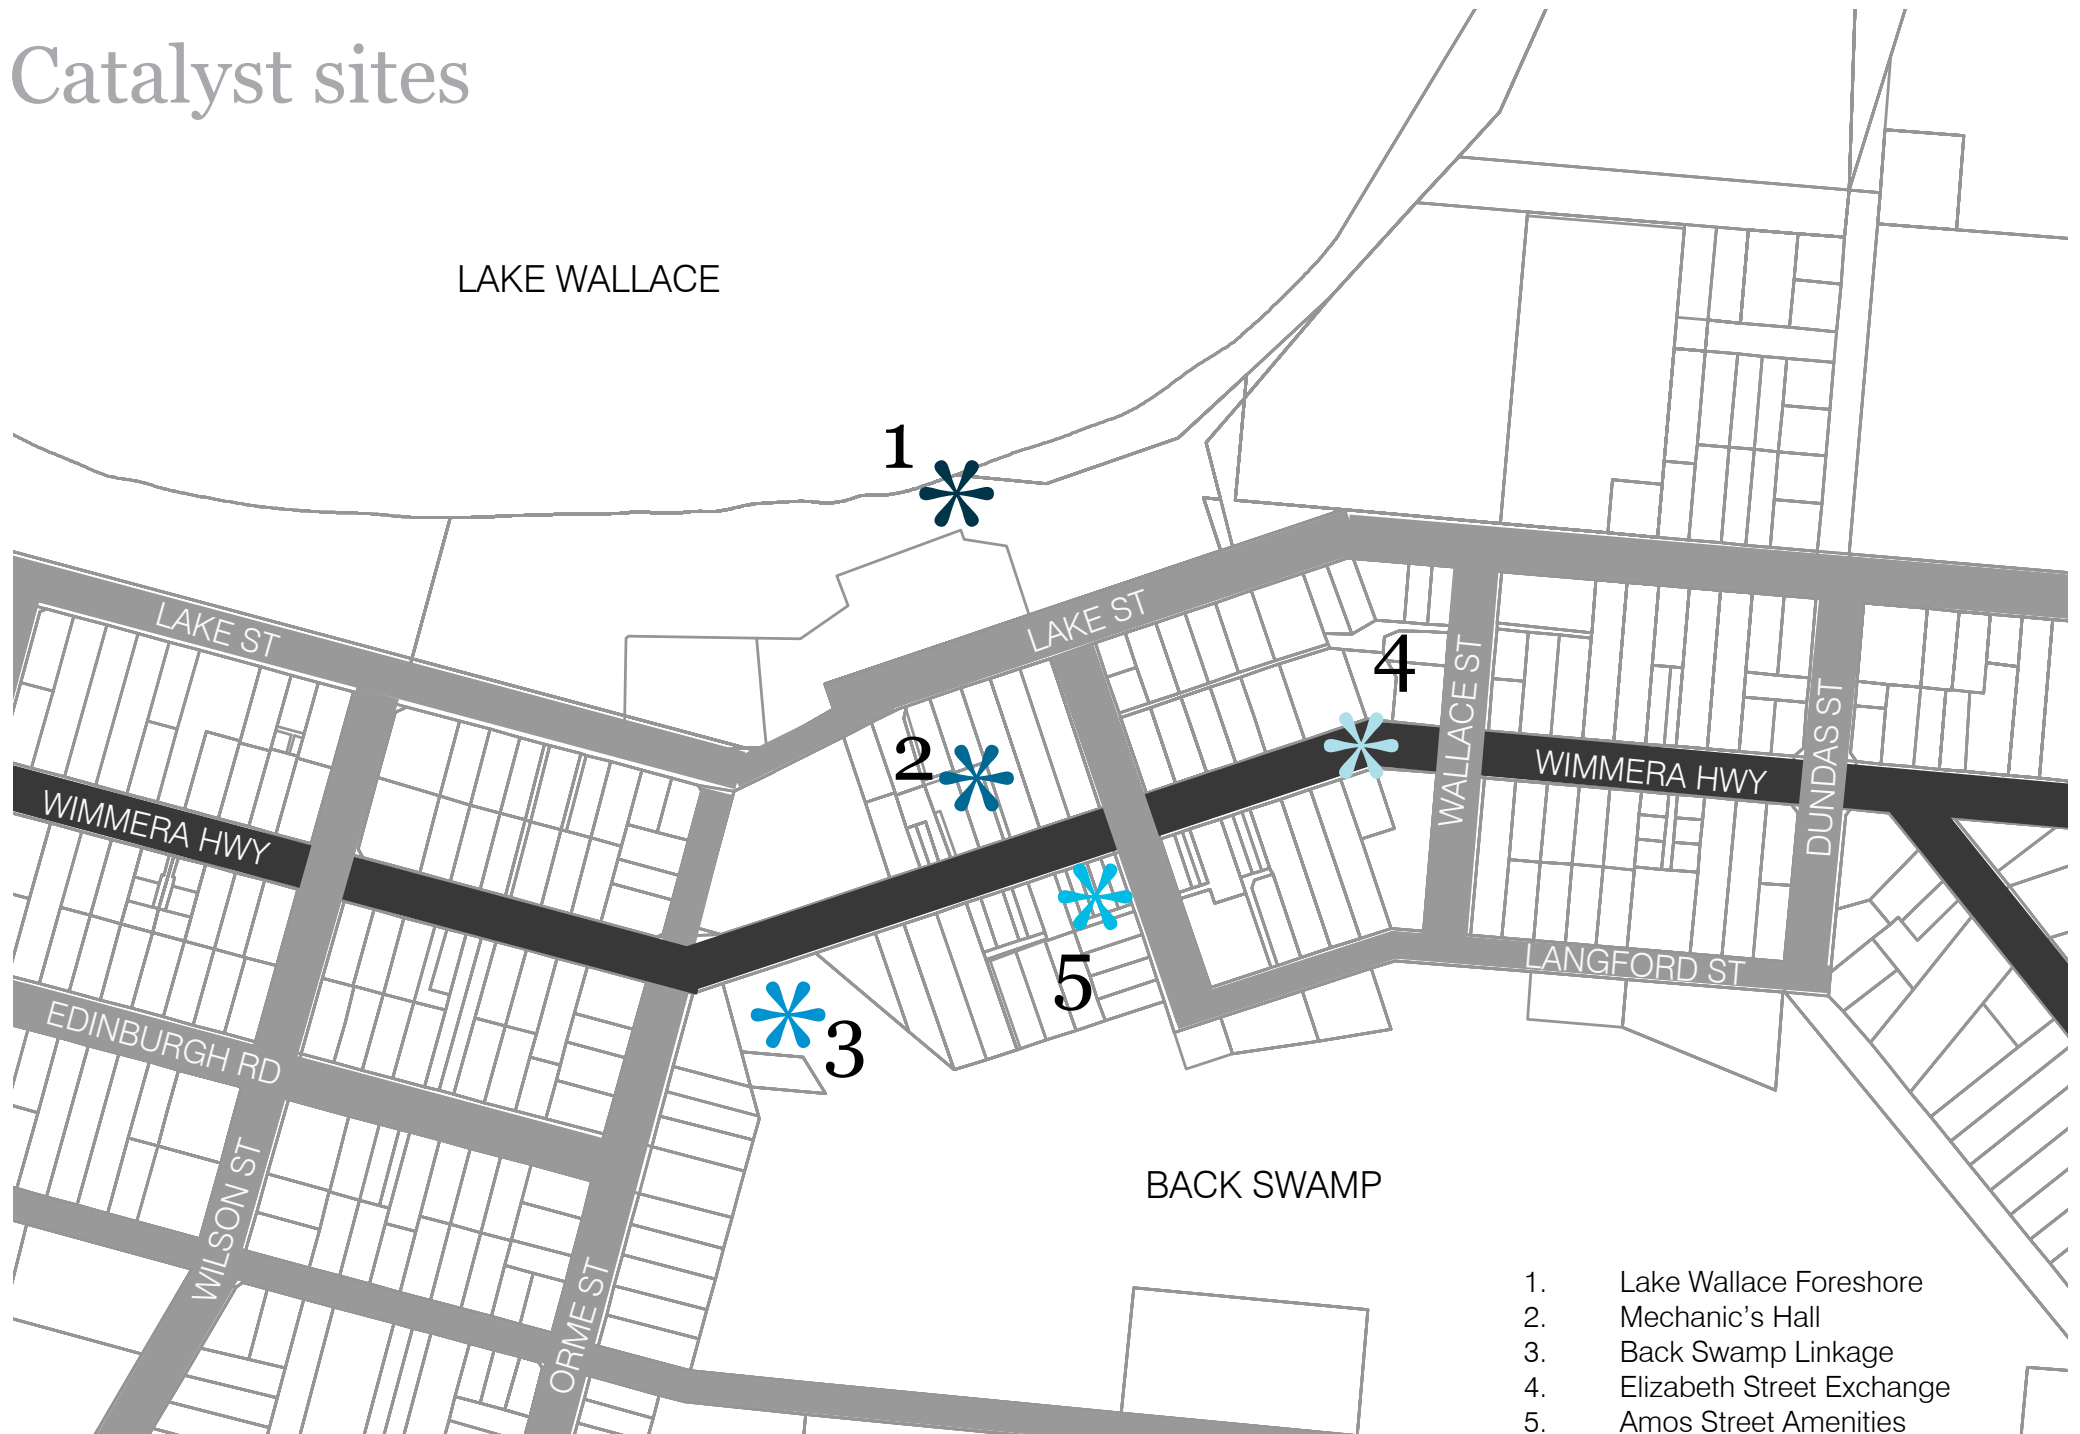 Catalyst sites
LAKE WALLACE
1
LAKE ST
LAKE ST
2
4
WALLACE ST
WIMMERA HWY
DUNDAS ST
WIMMERA HWY
5
LANGFORD ST
3
EDINBURGH RD
WILSON ST
ORME ST
BACK SWAMP
1. Lake Wallace Foreshore
2. Mechanic’s Hall
3. Back Swamp Linkage
4. Elizabeth Street Exchange
5. Amos Street Amenities